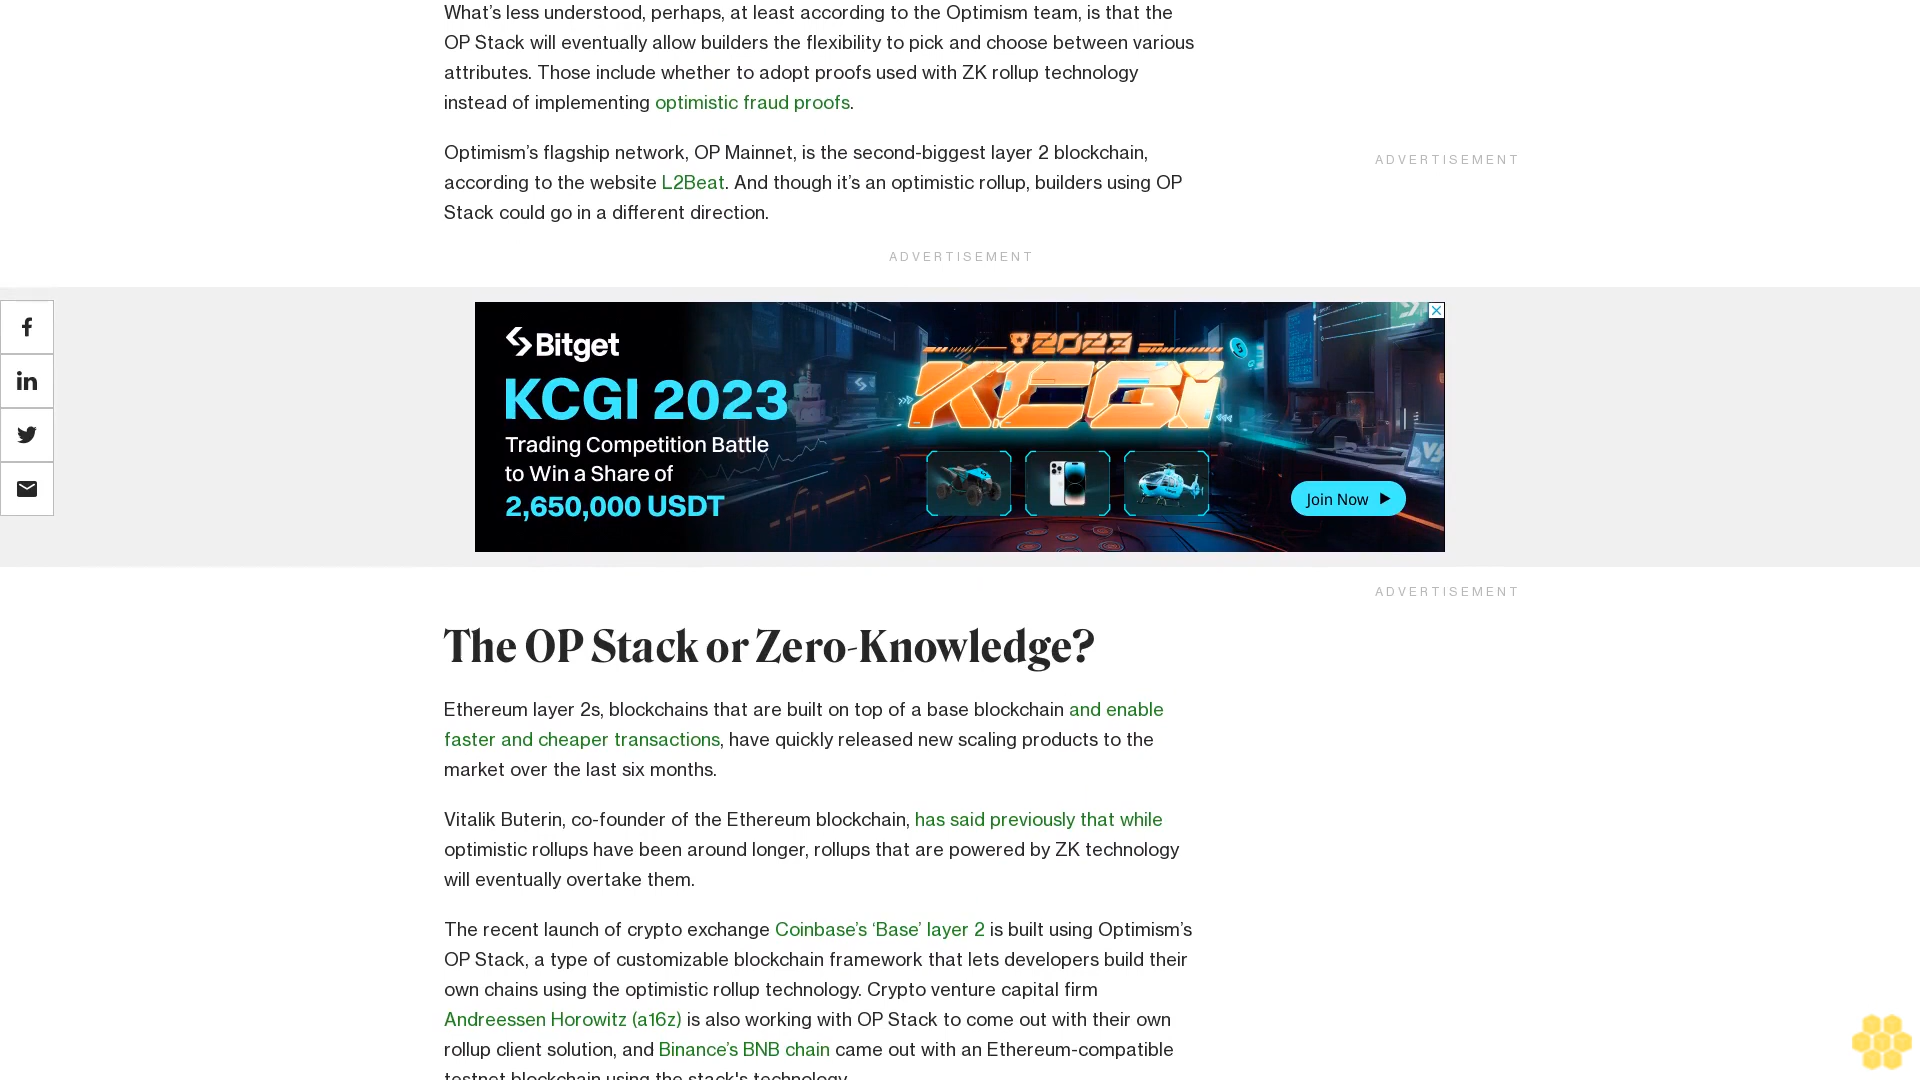 What’s less understood, perhaps, at least according to the Optimism team, is that the
OP Stack will eventually allow builders the flexibility to pick and choose between various
attributes. Those include whether to adopt proofs used with ZK rollup technology
instead of implementing optimistic fraud proofs.
Optimism’s flagship network, OP Mainnet, is the second-biggest layer 2 blockchain,
according to the website L2Beat. And though it’s an optimistic rollup, builders using OP
Stack could go in a different direction.
ADVERTISEMENT
ADVERTISEMENT
Bitget
KCGI 2023
Trading Competition Battle
to Win a Share of
2,650,000 USDT
2023
KCGI
Join Now
ADVERTISEMENT
The OP Stack or Zero-Knowledge?
Ethereum layer 2s, blockchains that are built on top of a base blockchain and enable
faster and cheaper transactions, have quickly released new scaling products to the
market over the last six months.
Vitalik Buterin, co-founder of the Ethereum blockchain, has said previously that while
optimistic rollups have been around longer, rollups that are powered by ZK technology
will eventually overtake them.
The recent launch of crypto exchange Coinbase’s ‘Base’ layer 2 is built using Optimism’s
OP Stack, a type of customizable blockchain framework that lets developers build their
own chains using the optimistic rollup technology. Crypto venture capital firm
Andreessen Horowitz (a16z) is also working with OP Stack to come out with their own
rollup client solution, and Binance’s BNB chain came out with an Ethereum-compatible
testnet blockchain using the stack's technology.